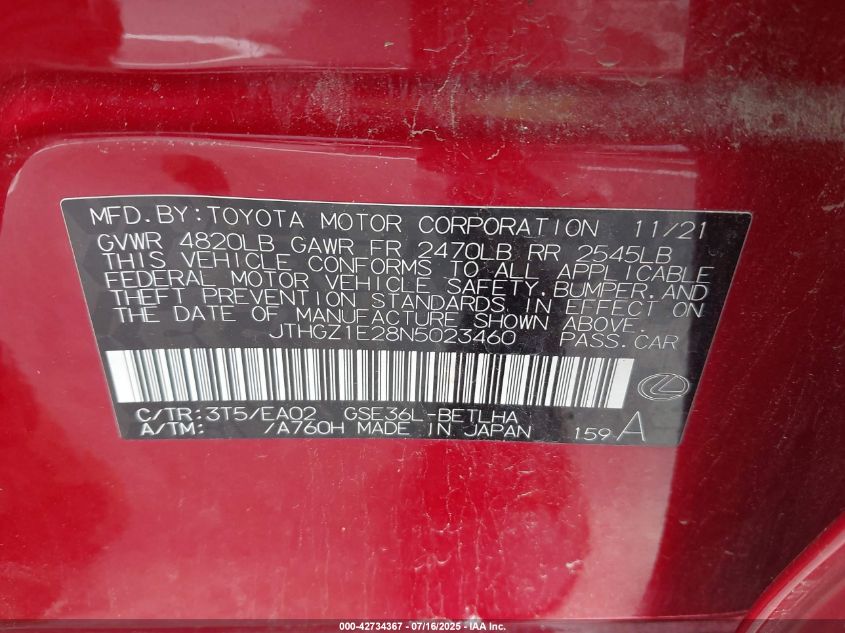 MFD.BY:TOYOTA MOTOR CORPORATION 11/21
GVWR 4820LB GAWR FR 2470LB RR 2545LB
THIS VEHICLE CONFORMS TO ALL APPLICABLE
FEDERAL MOTOR VEHICLE SAFETY,BUMPER,AND
THEFT PREVENTION STANDARDS IN EFFECT ON
THE DATE OF MANUFACTURE SHOWN ABOVE.
JTHGZ1E28N5023460 PASS.CAR
C/TR:3T5/EA02 GSE36L-BETLHA
A/TM: /A760H MADE IN JAPAN 159 A
000-42734367 - 07/16/2025 - IAA, Inc.